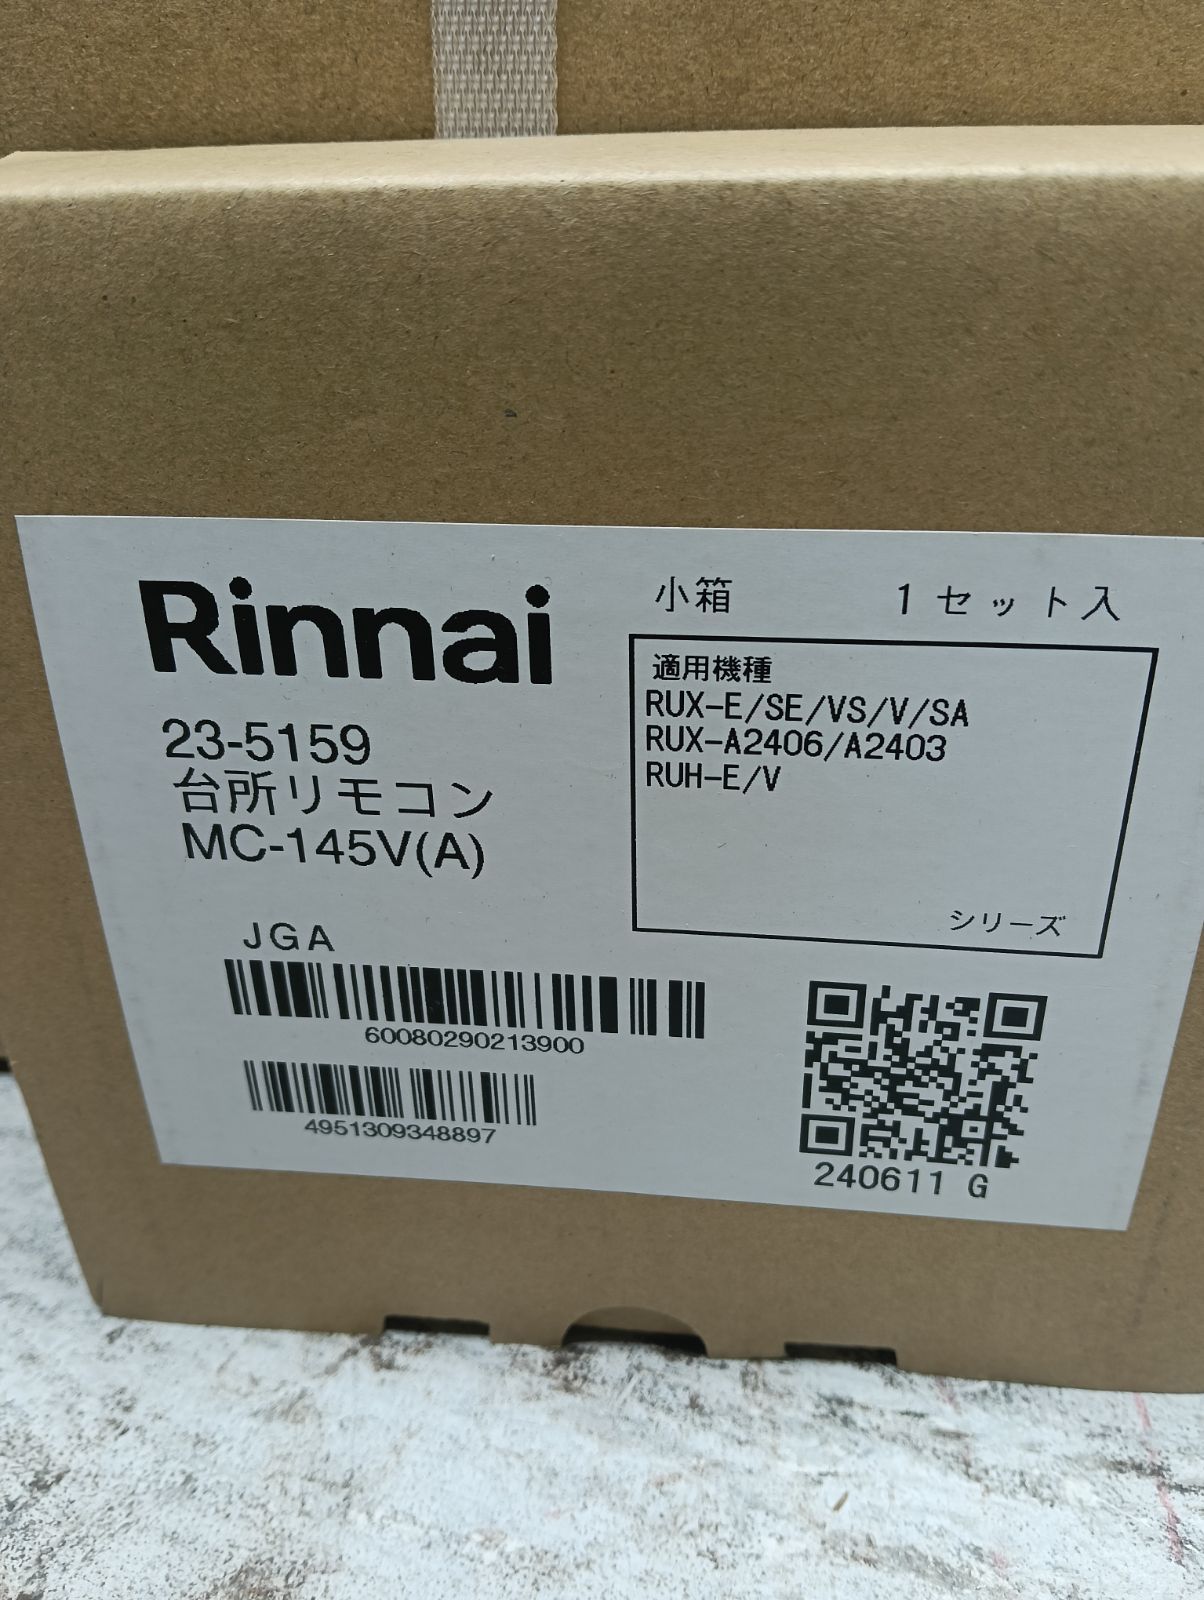 Rinnai
小箱 1セット入
23-5159
台所リモコン
MC-145V(A)
適用機種
RUX-E/SE/VS/V/SA
RUX-A2406/A2403
RUH-E/V
シリーズ
JGA
60080290213900
4951309348897
240611 G